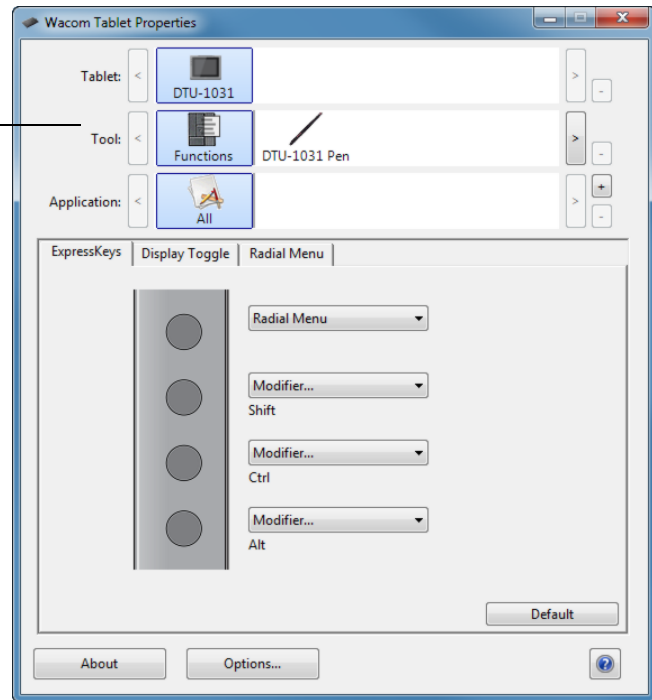 Wacom Tablet Properties
Tablet: < DTU-1031 > -
Tool: < Functions DTU-1031 Pen > -
Application: < All > + -
ExpressKeys Display Toggle Radial Menu
Radial Menu
Modifier...
Shift
Modifier...
Ctrl
Modifier...
Alt
Default
About Options... ?